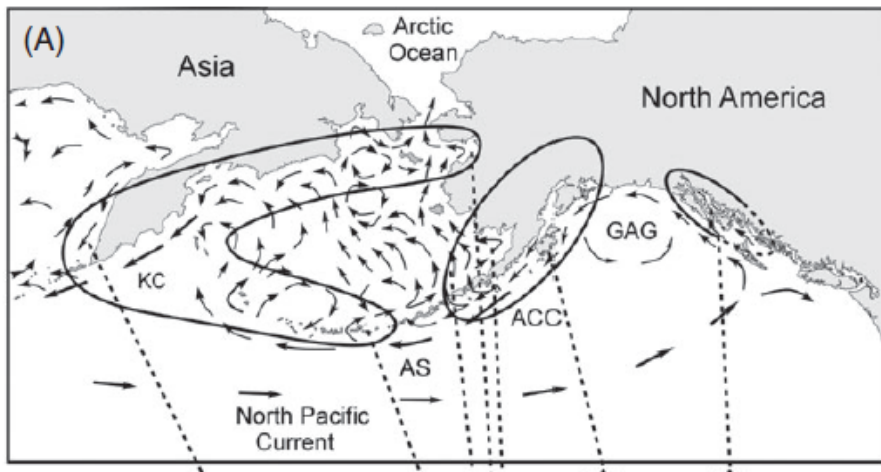 (A)
Arctic
Ocean
Asia
North America
GAG
KC
ACC
AS
North Pacific
Current